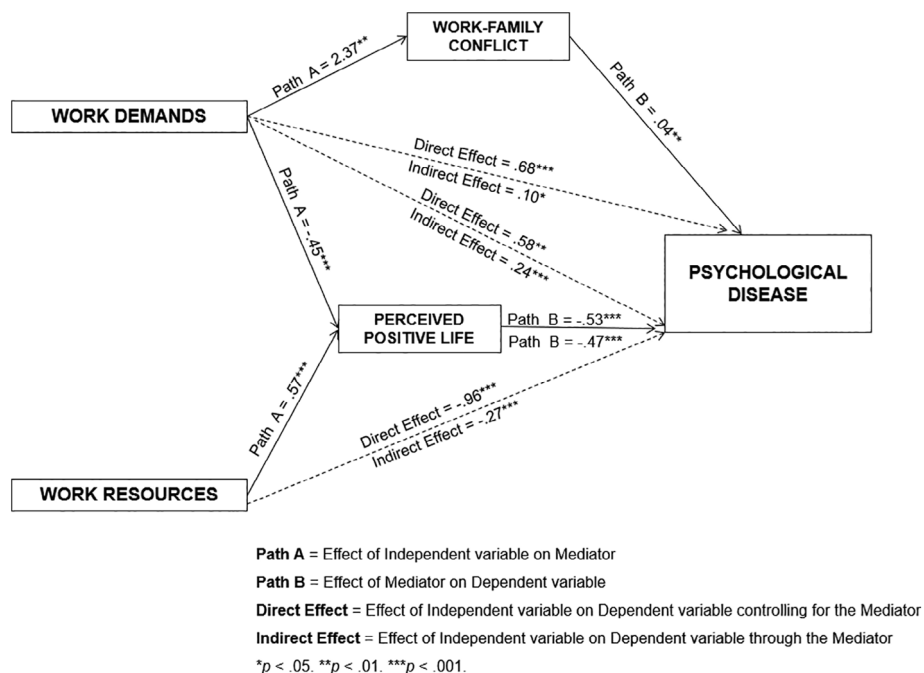 WORK-FAMILY
CONFLICT
Path A = 2.37**
WORK DEMANDS
Path B = .04**
Direct Effect = .68***
Indirect Effect = .10*
Direct Effect = .58**
Indirect Effect = .24***
Path A = -.45***
PSYCHOLOGICAL
DISEASE
PERCEIVED
POSITIVE LIFE
Path B = -.53***
Path B = -.47***
Path A = .57***
Direct Effect = -.96***
Indirect Effect = -.27***
WORK RESOURCES
Path A = Effect of Independent variable on Mediator
Path B = Effect of Mediator on Dependent variable
Direct Effect = Effect of Independent variable on Dependent variable controlling for the Mediator
Indirect Effect = Effect of Independent variable on Dependent variable through the Mediator
*p < .05. **p < .01. ***p < .001.